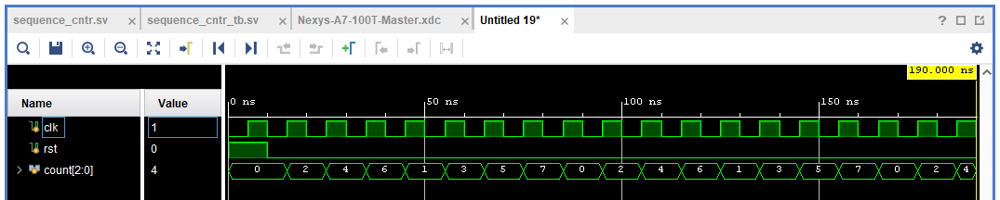 sequence_cntr.sv × sequence_cntr_tb.sv × Nexys-A7-100T-Master.xdc × Untitled 19* × ?
190.000 ns
Name Value
0 ns 50 ns 100 ns 150 ns
clk 1
rst 0
count[2:0] 4 0 2 4 6 1 3 5 7 0 2 4 6 1 3 5 7 0 2 4